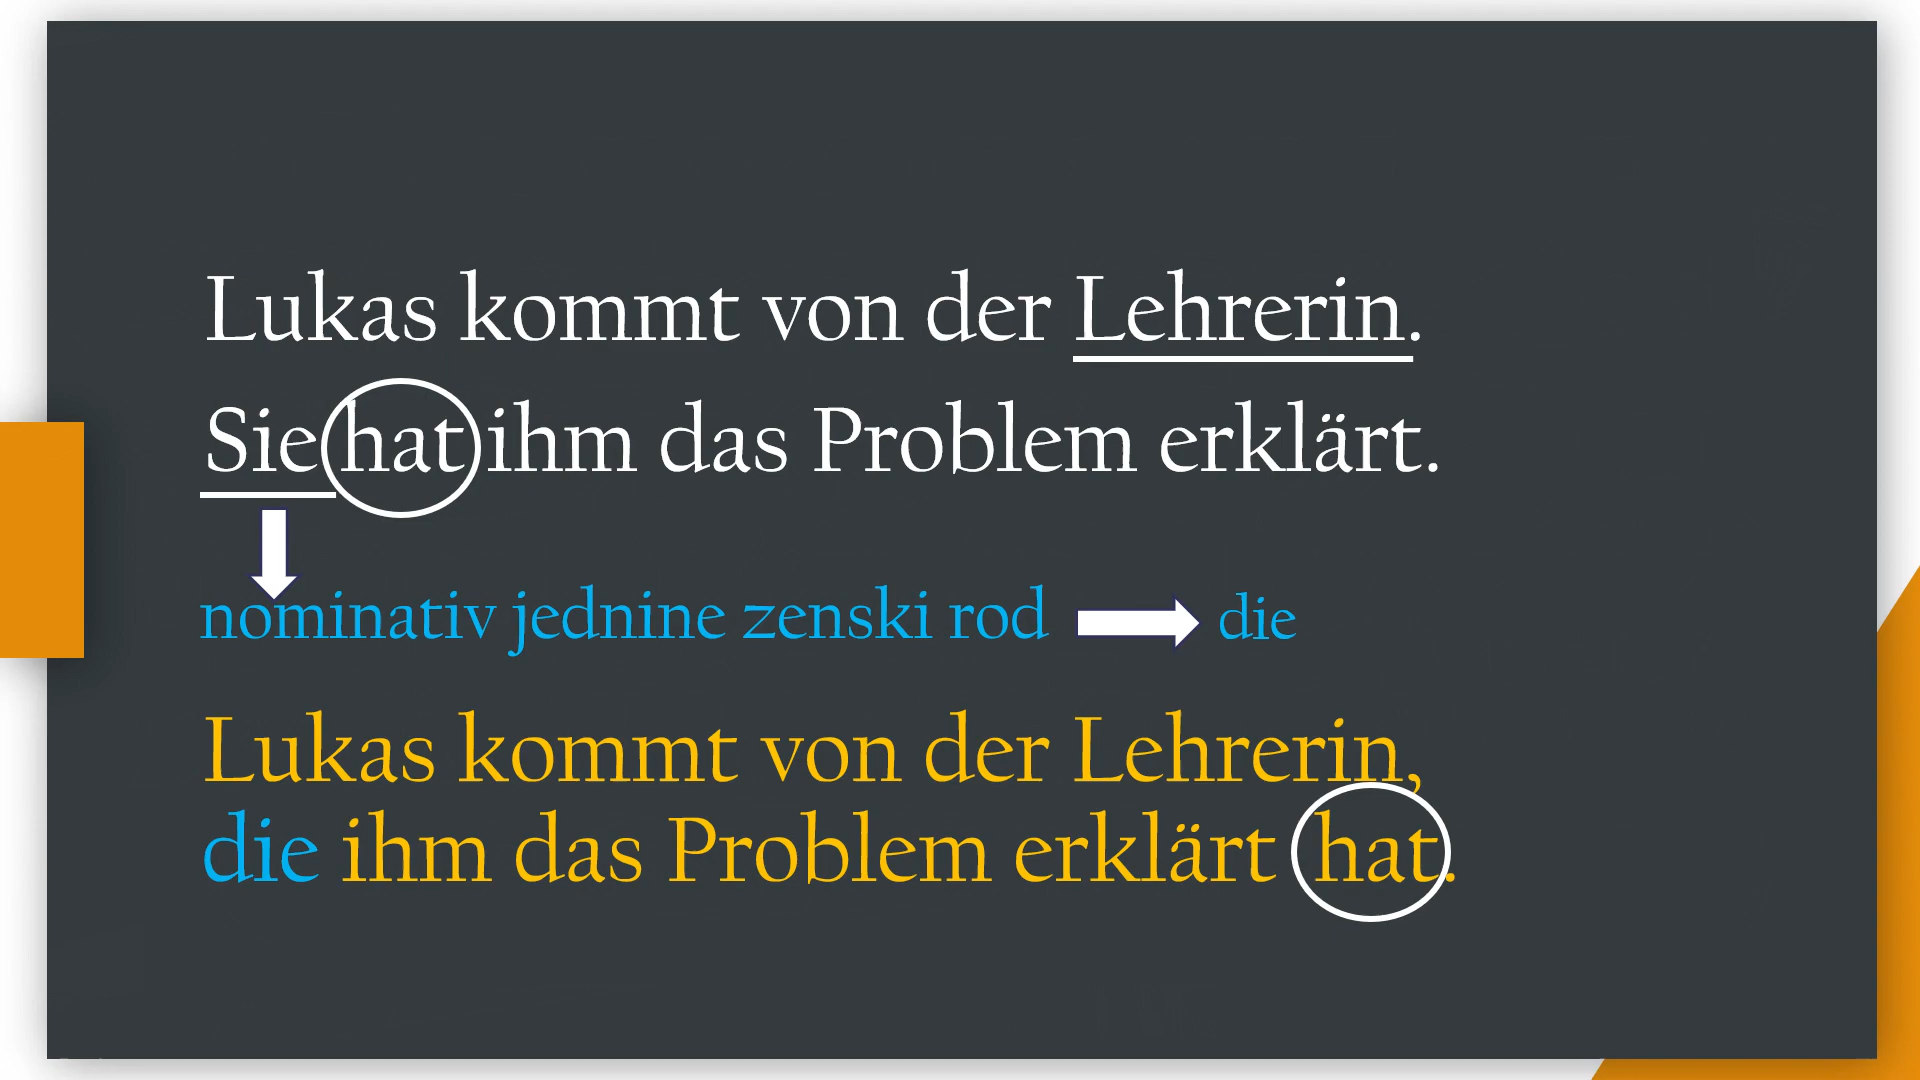 Lukas kommt von der Lehrerin.
Sie hat ihm das Problem erklärt.
nominativ jednine zenski rod die
Lukas kommt von der Lehrerin,
die ihm das Problem erklärt hat.